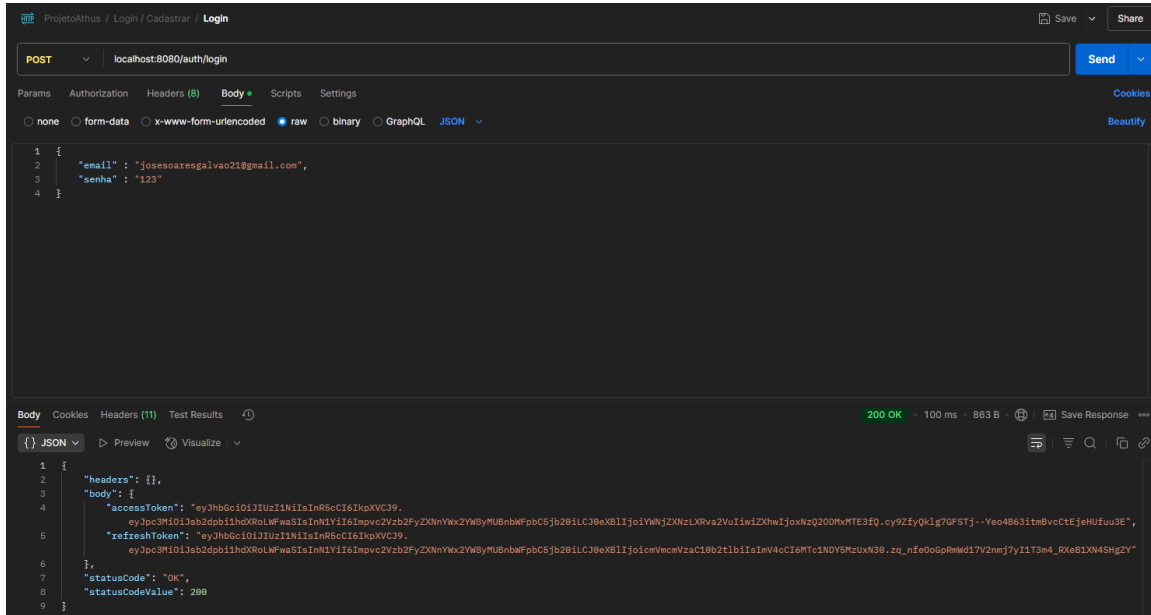 HTTP ProjetoAthus / Login / Cadastrar / Login Save Share
POST localhost:8080/auth/login Send
Params Authorization Headers (8) Body Scripts Settings Cookies
none form-data x-www-form-urlencoded raw binary GraphQL JSON Beautify
1 {
2 "email" : "josesoaresgalvao21@gmail.com",
3 "senha" : "123"
4 }
Body Cookies Headers (11) Test Results 200 OK 100 ms 863 B Save Response
{} JSON Preview Visualize
1 {
2 "headers": {},
3 "body": {
4 "accessToken": "eyJhbGciOiJIUzI1NiIsInR5cCI6IkpXVCJ9.
eyJpc3MiOiJsb2dpbi1hdXRoLWFwaSIsInN1YiI6Impvc2Vzb2FyZXNnYWx2YW8yMUBnbWFpbC5jb20iLCJ0eXBlIjoiYWNjZXNzLXRva2VuIiwiZXhwIjoxNzQ2ODMxMTE3fQ.cy9ZfyQklg7GFSTj--Yeo4B63itmBvcCtEjeHUfuu3E",
5 "refreshToken": "eyJhbGciOiJIUzI1NiIsInR5cCI6IkpXVCJ9.
eyJpc3MiOiJsb2dpbi1hdXRoLWFwaSIsInN1YiI6Impvc2Vzb2FyZXNnYWx2YW8yMUBnbWFpbC5jb20iLCJ0eXBlIjoicmVmcmVzaC10b2tlbiIsImV4cCI6MTc1NDY5MzUxN30.zq_nfeOoGpRmWd17V2nmj7yI1T3m4_RXeB1XN4SHgZY"
6 },
7 "statusCode": "OK",
8 "statusCodeValue": 200
9 }